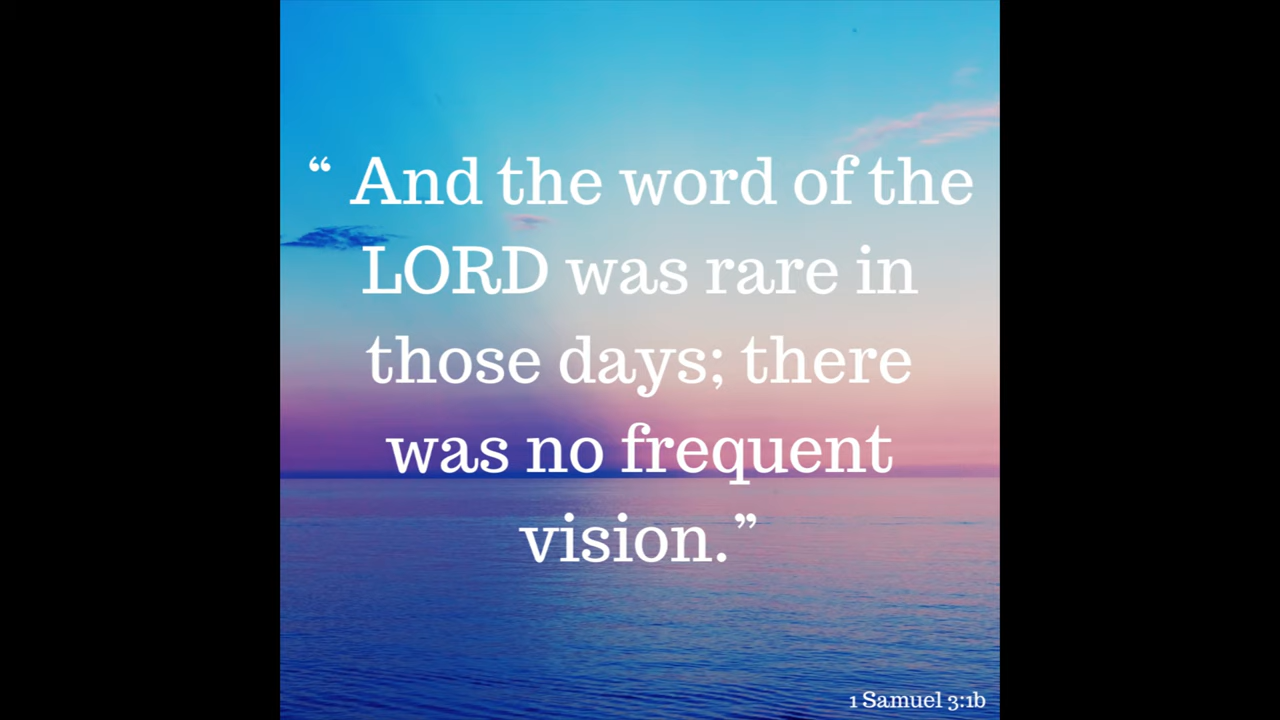 “ And the word of the
LORD was rare in
those days; there
was no frequent
vision.”
1 Samuel 3:1b